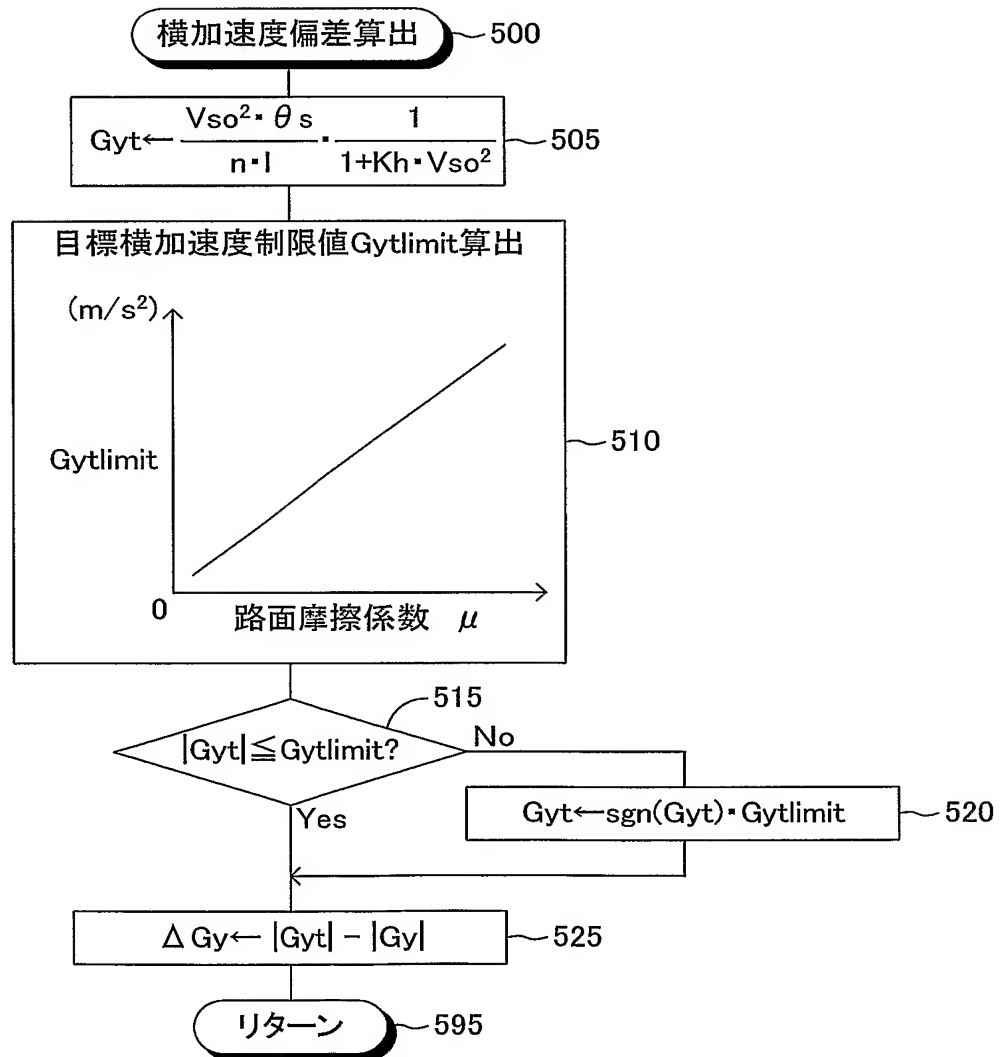 横加速度偏差算出
500
Gyt← Vso²・θs / n・l ・ 1 / 1+Kh・Vso²
505
目標横加速度制限値Gytlimit算出
(m/s²)
Gytlimit
510
0
路面摩擦係数 μ
515
|Gyt|≦Gytlimit?
No
Yes
Gyt←sgn(Gyt)・Gytlimit
520
ΔGy← |Gyt| - |Gy|
525
リターン
595